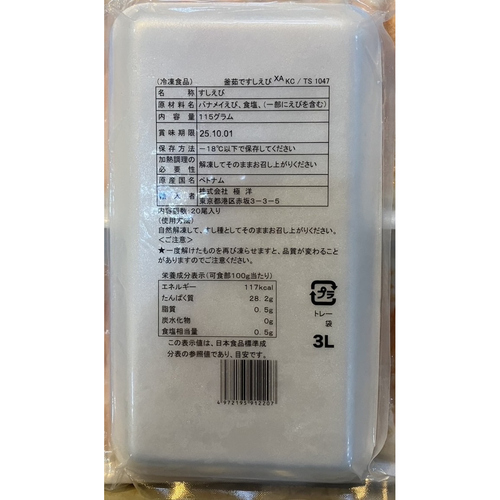 (冷凍食品) 釜茹ですしえび XA KC / TS 1047
名 称 すしえび
原材料名 バナメイえび、食塩、(一部にえびを含む)
内 容 量 115グラム
賞味期限 25.10.01
保存方法 −18℃以下で保存してください
加熱調理の必要性 解凍してそのままお召し上がりください
原産国名 ベトナム
輸入者 株式会社 極洋
東京都港区赤坂3-3-5
内容個数:20尾入り
(使用方法)
自然解凍して、すし種としてそのままお召し上がりください。
<ご注意>
★一度解けたものを再び凍らせますと、品質が変わることがありますのでご注意ください。
栄養成分表示(可食部100g当たり)
エネルギー 117kcal
たんぱく質 28.2g
脂質 0.5g
炭水化物 0g
食塩相当量 0.5g
この表示値は、日本食品標準成
分表の参照値であり、目安です。
プラ
トレー
袋
3L
4972195912207